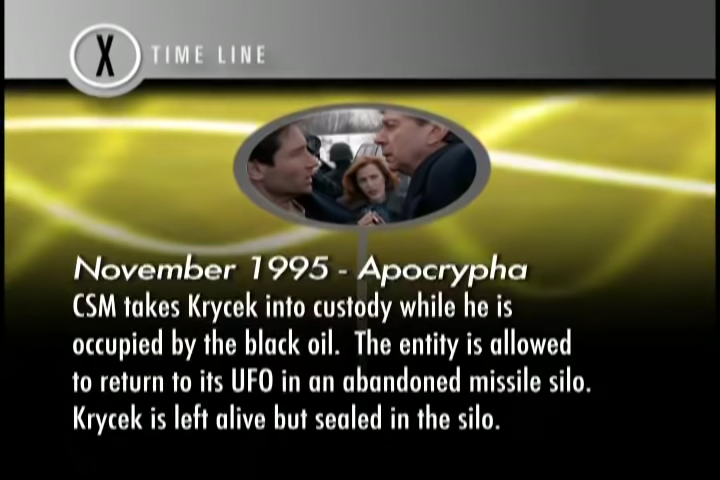 X TIME LINE
November 1995 - Apocrypha
CSM takes Krycek into custody while he is
occupied by the black oil.  The entity is allowed
to return to its UFO in an abandoned missile silo.
Krycek is left alive but sealed in the silo.